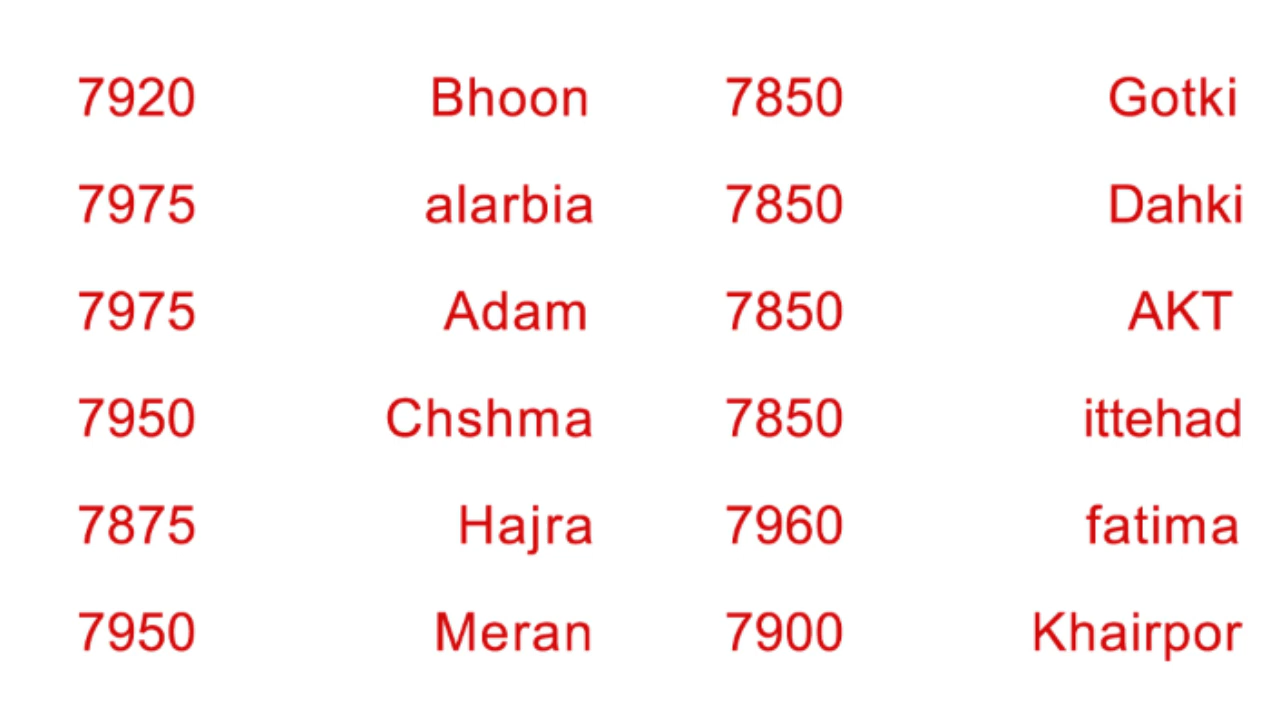 7920 Bhoon 7850 Gotki
7975 alarbia 7850 Dahki
7975 Adam 7850 AKT
7950 Chshma 7850 ittehad
7875 Hajra 7960 fatima
7950 Meran 7900 Khairpor